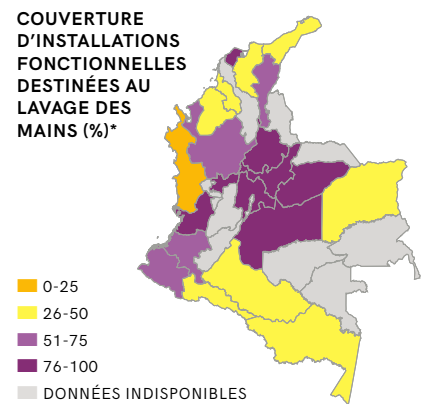 COUVERTURE
D'INSTALLATIONS
FONCTIONNELLES
DESTINÉES AU
LAVAGE DES
MAINS (%)*
0-25
26-50
51-75
76-100
DONNÉES INDISPONIBLES